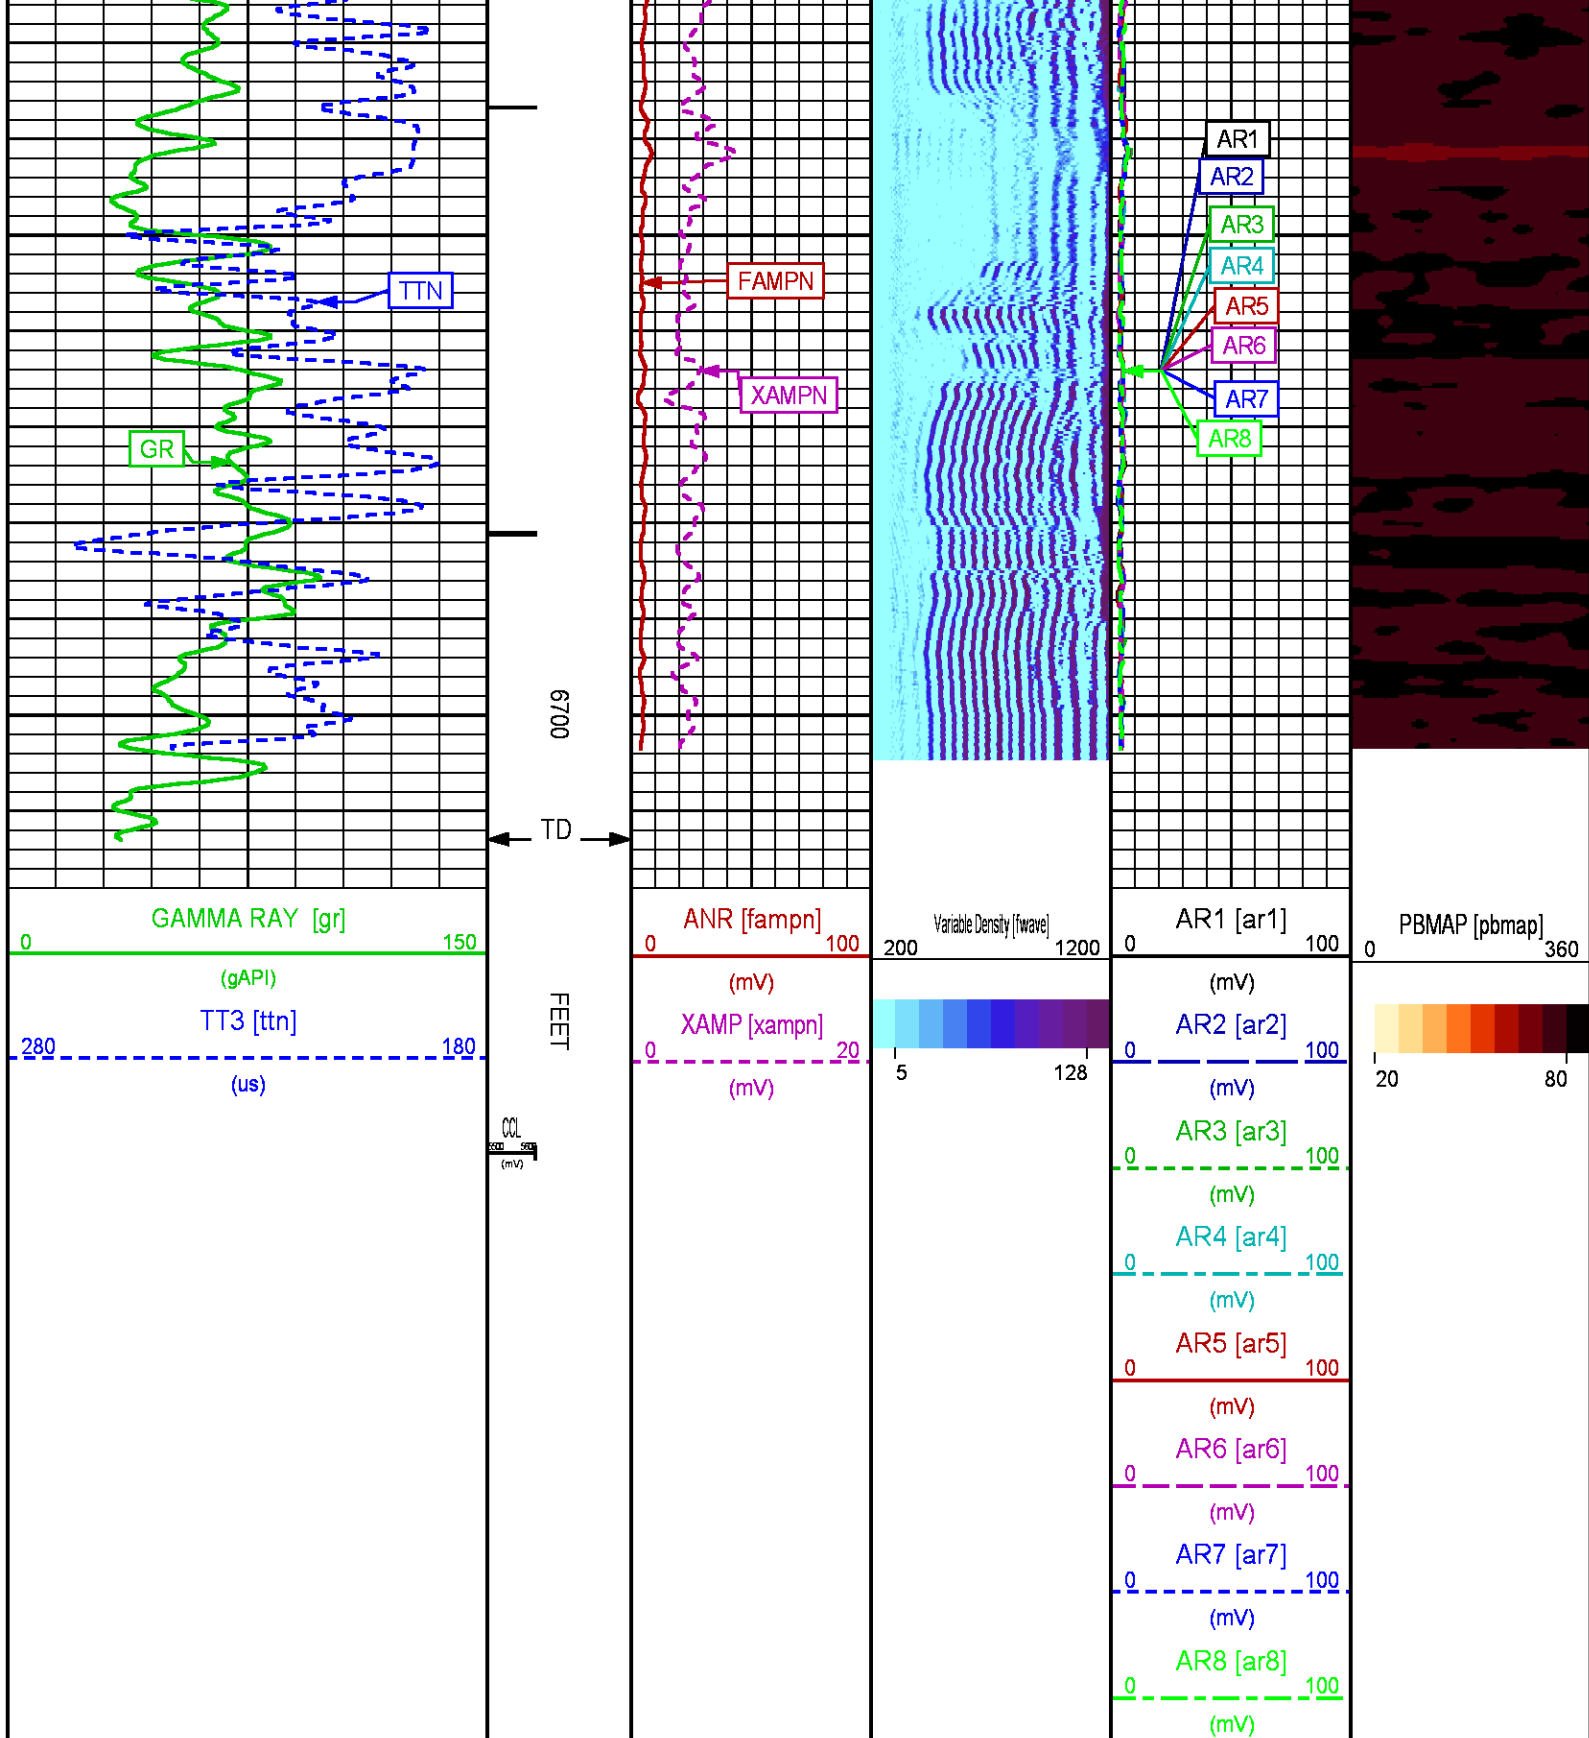 AR1
AR2
AR3
AR4
AR5
AR6
AR7
AR8
TTN
FAMPN
XAMPN
GR
6700
TD
GAMMA RAY [gr]
0 150
(gAPI)
TT3 [ttn]
280 180
(us)
FEET
CCL
(mV)
ANR [fampn]
0 100
(mV)
XAMP [xampn]
0 20
(mV)
Variable Density [fwave]
200 1200
5 128
AR1 [ar1]
0 100
(mV)
AR2 [ar2]
0 100
(mV)
AR3 [ar3]
0 100
(mV)
AR4 [ar4]
0 100
(mV)
AR5 [ar5]
0 100
(mV)
AR6 [ar6]
0 100
(mV)
AR7 [ar7]
0 100
(mV)
AR8 [ar8]
0 100
(mV)
PBMAP [pbmap]
0 360
20 80